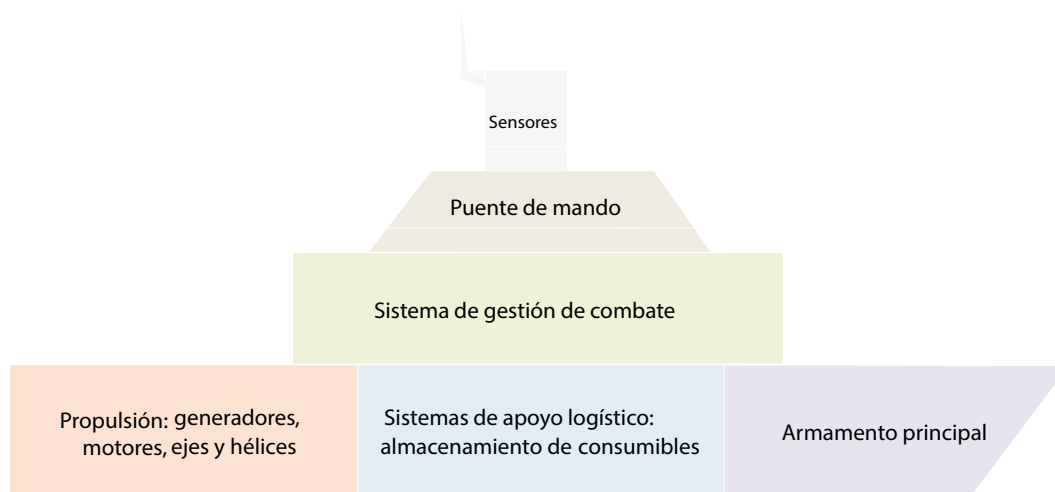 Sensores
Puente de mando
Sistema de gestión de combate
Propulsión: generadores,
motores, ejes y hélices
Sistemas de apoyo logístico:
almacenamiento de consumibles
Armamento principal